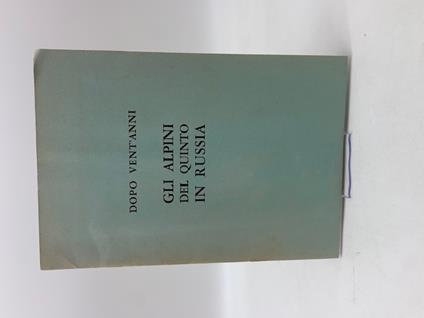 DOPO VENT'ANNI
GLI ALPINI
DEL QUINTO
IN RUSSIA